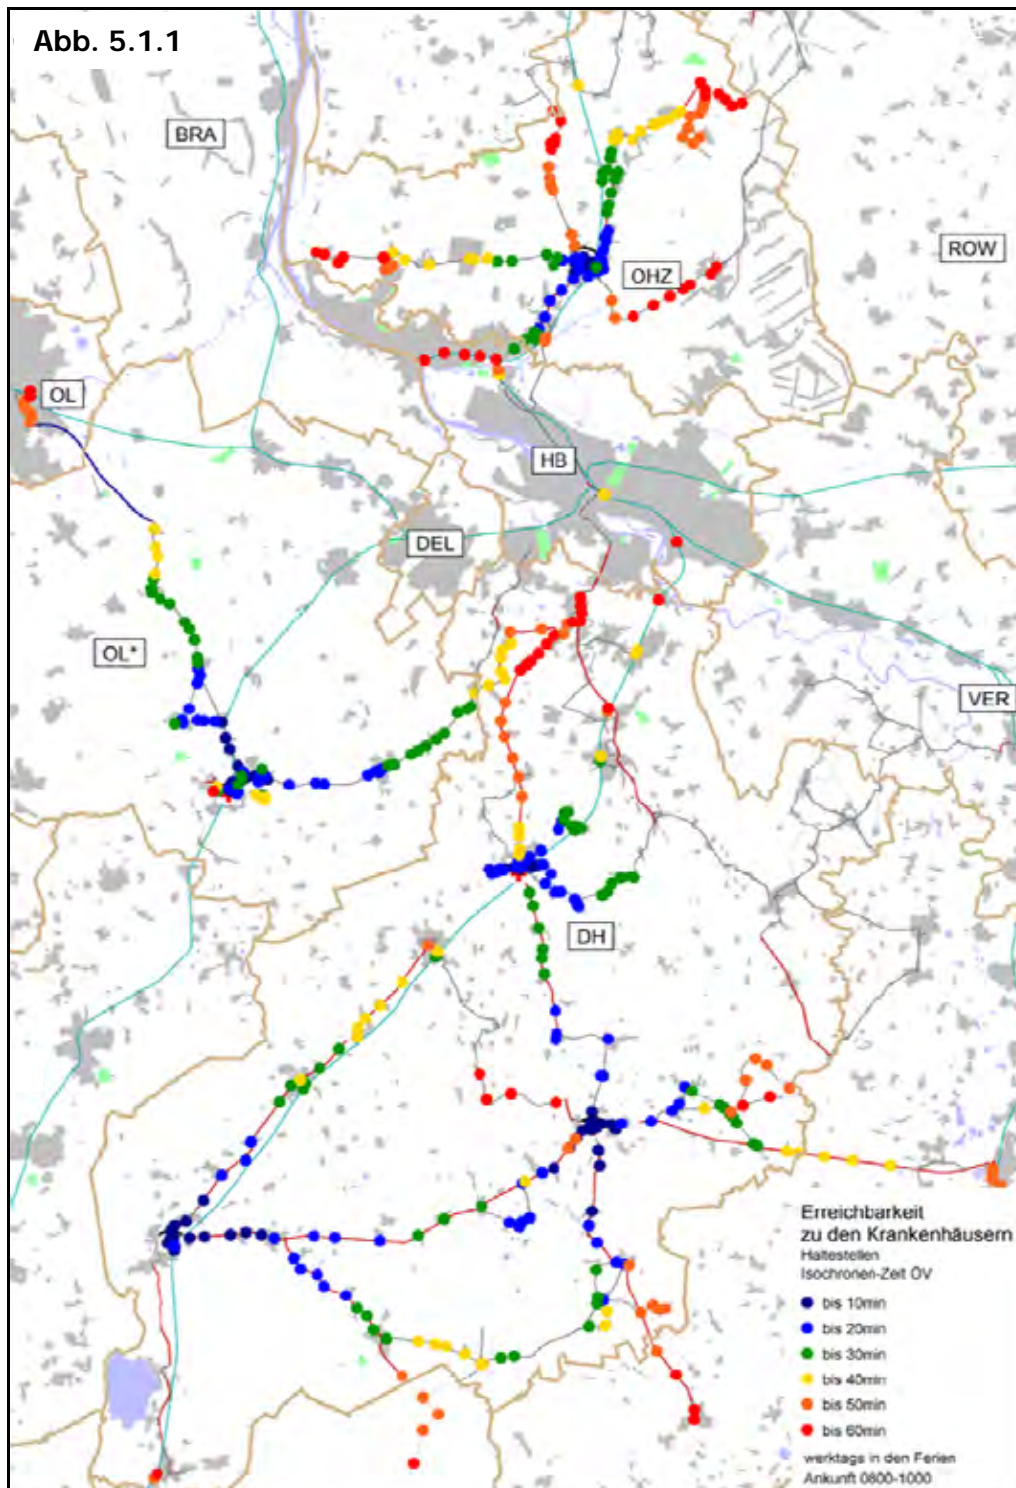 Abb. 5.1.1
BRA
ROW
OHZ
OL
HB
DEL
OL*
VER
DH
Erreichbarkeit
zu den Krankenhäusern
Haltestellen
Isochronen-Zeit ÖV
bis 10min
bis 20min
bis 30min
bis 40min
bis 50min
bis 60min
werktags in den Ferien
Ankunft 0800-1000